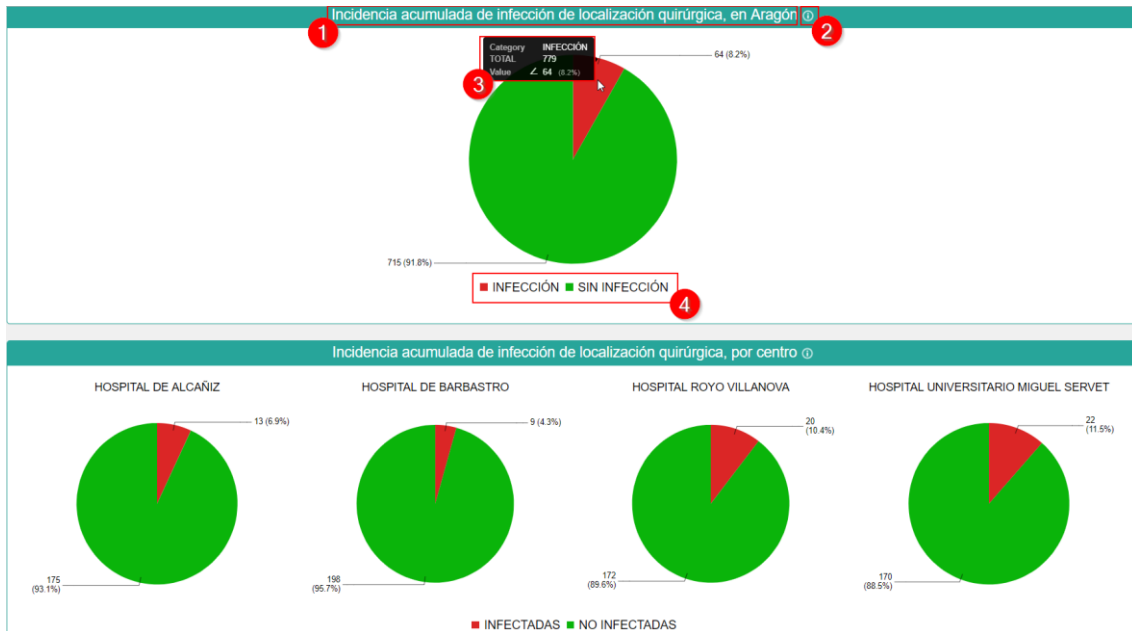 Incidencia acumulada de infección de localización quirúrgica, en Aragón
1
2
Category INFECCIÓN
TOTAL 779
Value 64 (8.2%)
3
64 (8.2%)
715 (91.8%)
INFECCIÓN SIN INFECCIÓN
4
Incidencia acumulada de infección de localización quirúrgica, por centro
HOSPITAL DE ALCAÑIZ
HOSPITAL DE BARBASTRO
HOSPITAL ROYO VILLANOVA
HOSPITAL UNIVERSITARIO MIGUEL SERVET
13 (6.9%)
9 (4.3%)
20
(10.4%)
22
(11.5%)
175
(93.1%)
198
(95.7%)
172
(89.6%)
170
(88.5%)
INFECTADAS NO INFECTADAS